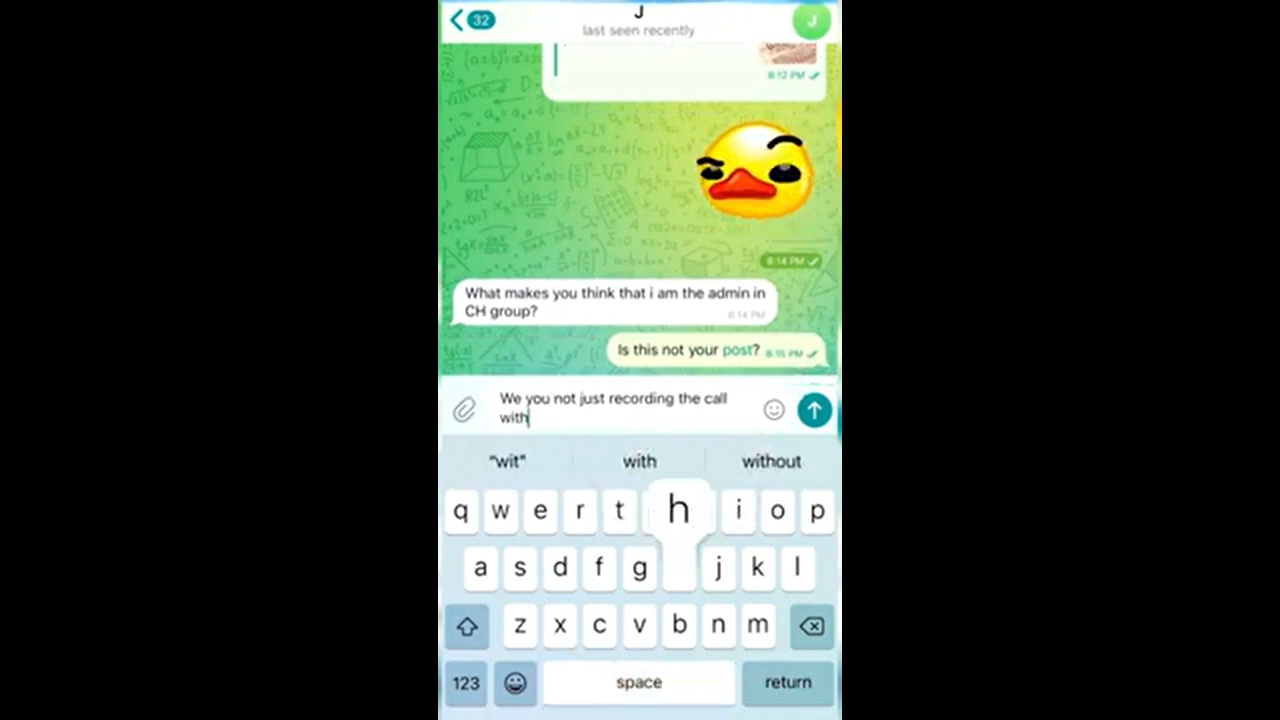 32
J
last seen recently
J
8:12 PM
8:14 PM
What makes you think that i am the admin in
CH group?
8:14 PM
Is this not your post? 8:15 PM
We you not just recording the call
with
"wit" with without
q w e r t h i o p
a s d f g j k l
z x c v b n m
123 space return